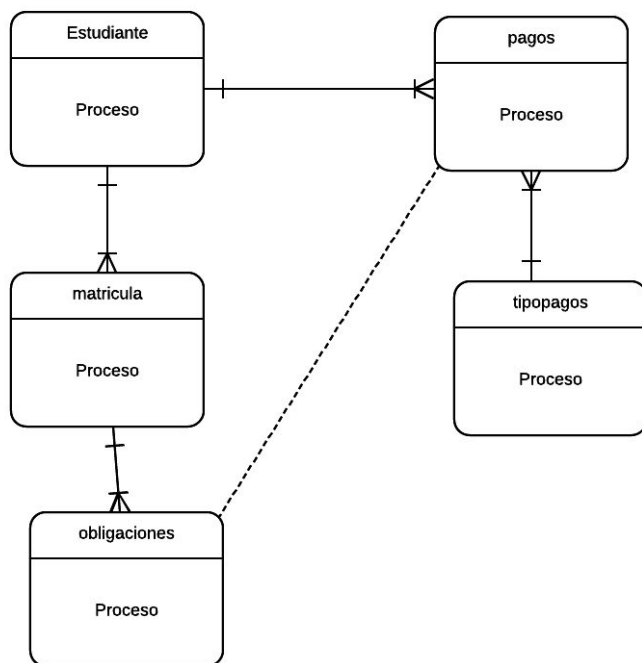 Estudiante
Proceso
pagos
Proceso
matricula
Proceso
tipopagos
Proceso
obligaciones
Proceso